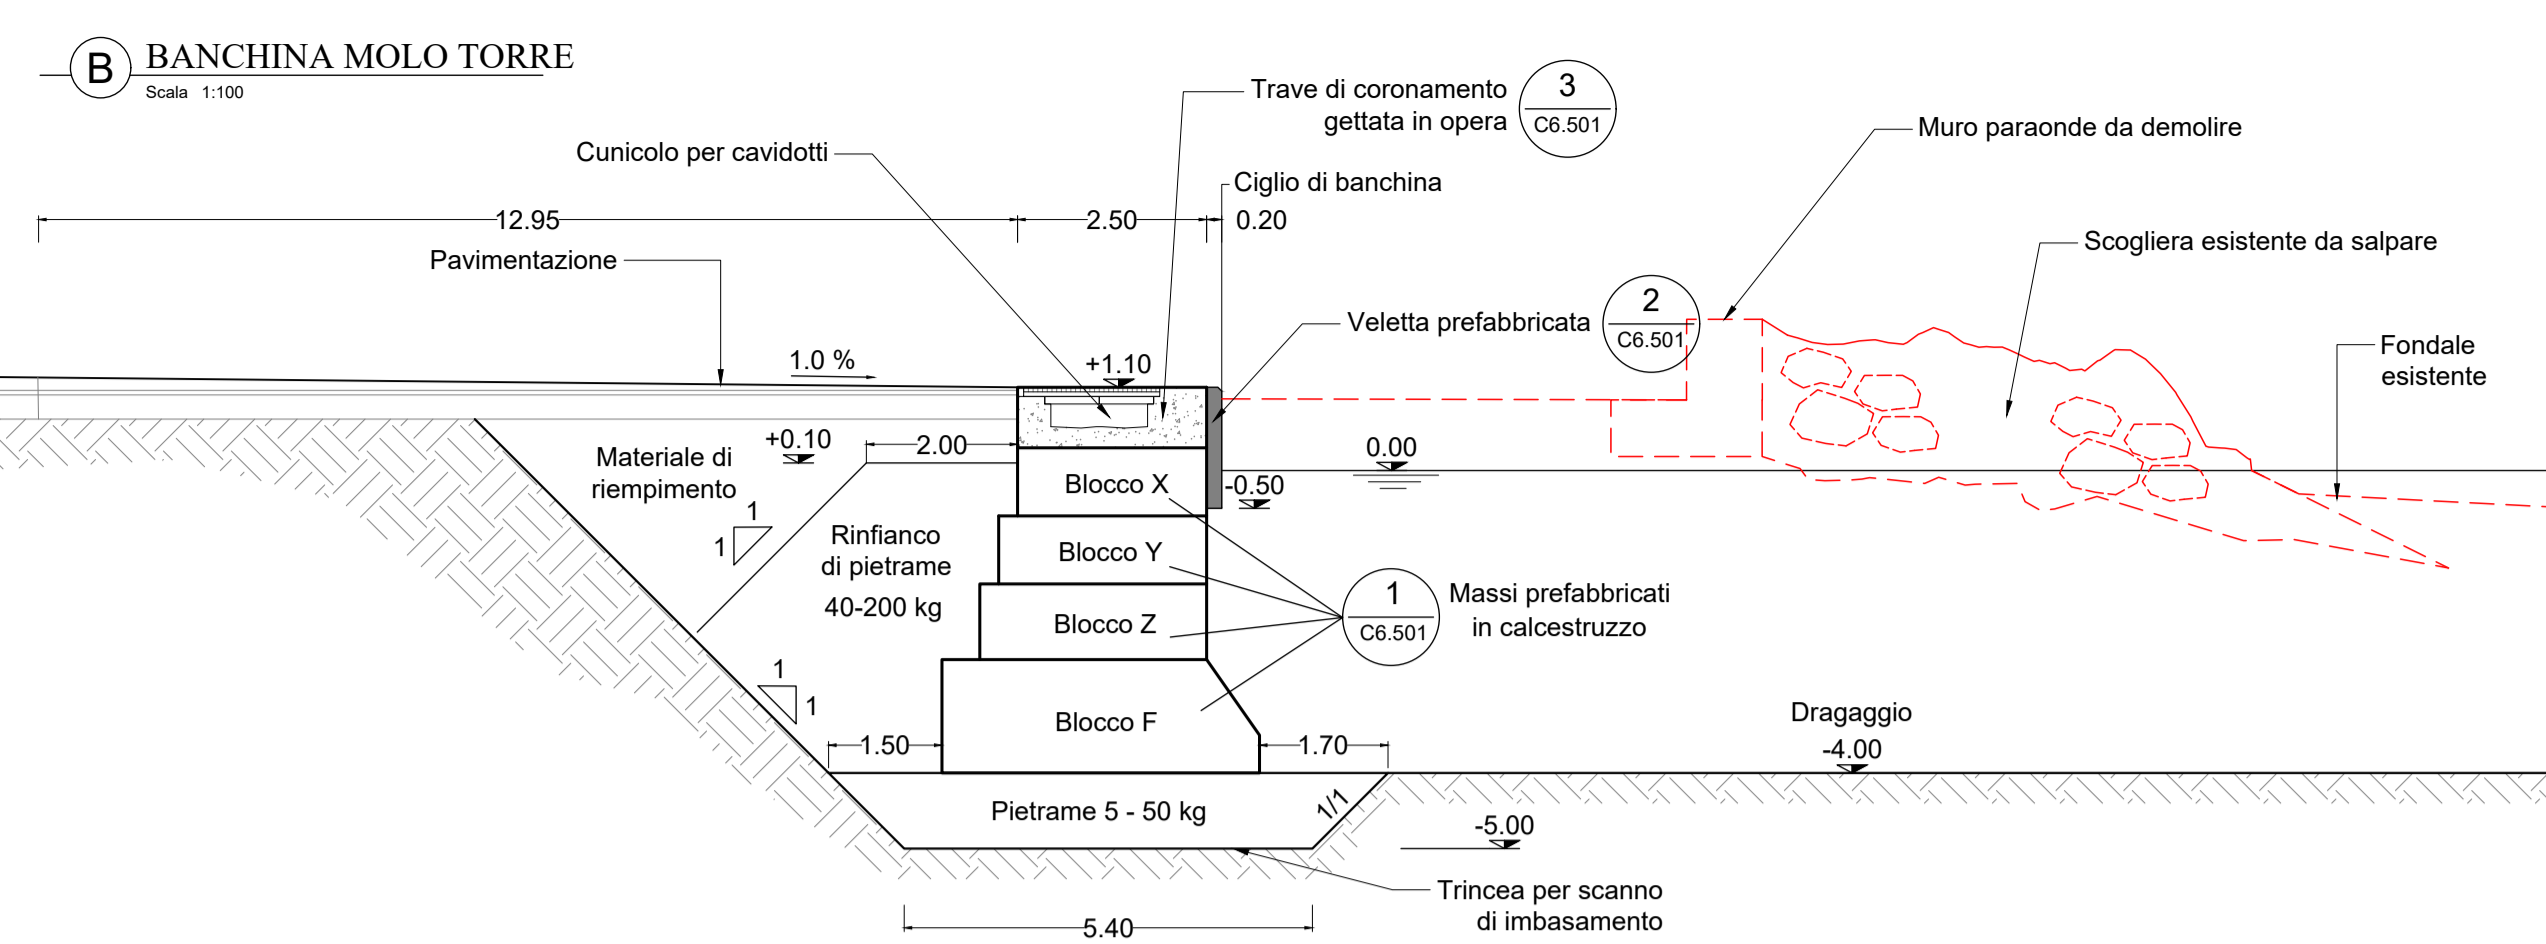 B BANCHINA MOLO TORRE
Scala 1:100
Trave di coronamento
gettata in opera
3
C6.501
Muro paraonde da demolire
Cunicolo per cavidotti
Ciglio di banchina
12.95
2.50
0.20
Scogliera esistente da salpare
Pavimentazione
Veletta prefabbricata
2
C6.501
Fondale
esistente
1.0 %
+1.10
+0.10
2.00
0.00
Materiale di
riempimento
Blocco X
-0.50
1
1
Rinfianco
di pietrame
40-200 kg
Blocco Y
1
C6.501
Massi prefabbricati
in calcestruzzo
Blocco Z
1
1
Blocco F
Dragaggio
-4.00
1.50
1.70
Pietrame 5 - 50 kg
1/1
-5.00
Trincea per scanno
di imbasamento
5.40